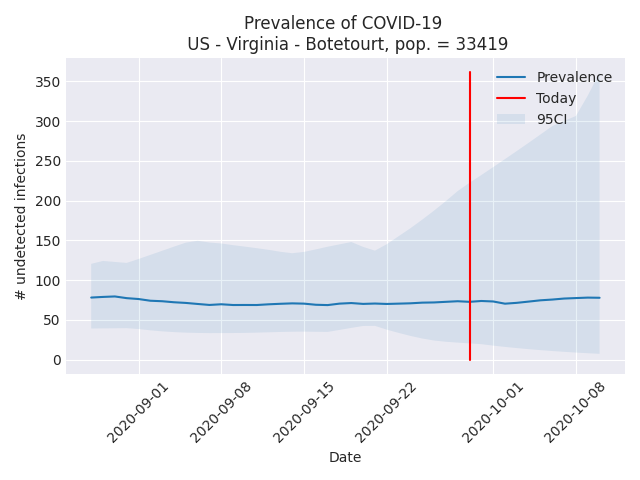 Prevalence of COVID-19
US - Virginia - Botetourt, pop. = 33419
# undetected infections
350
300
250
200
150
100
50
0
Prevalence
Today
95CI
2020-09-01
2020-09-08
2020-09-15
2020-09-22
2020-10-01
2020-10-08
Date